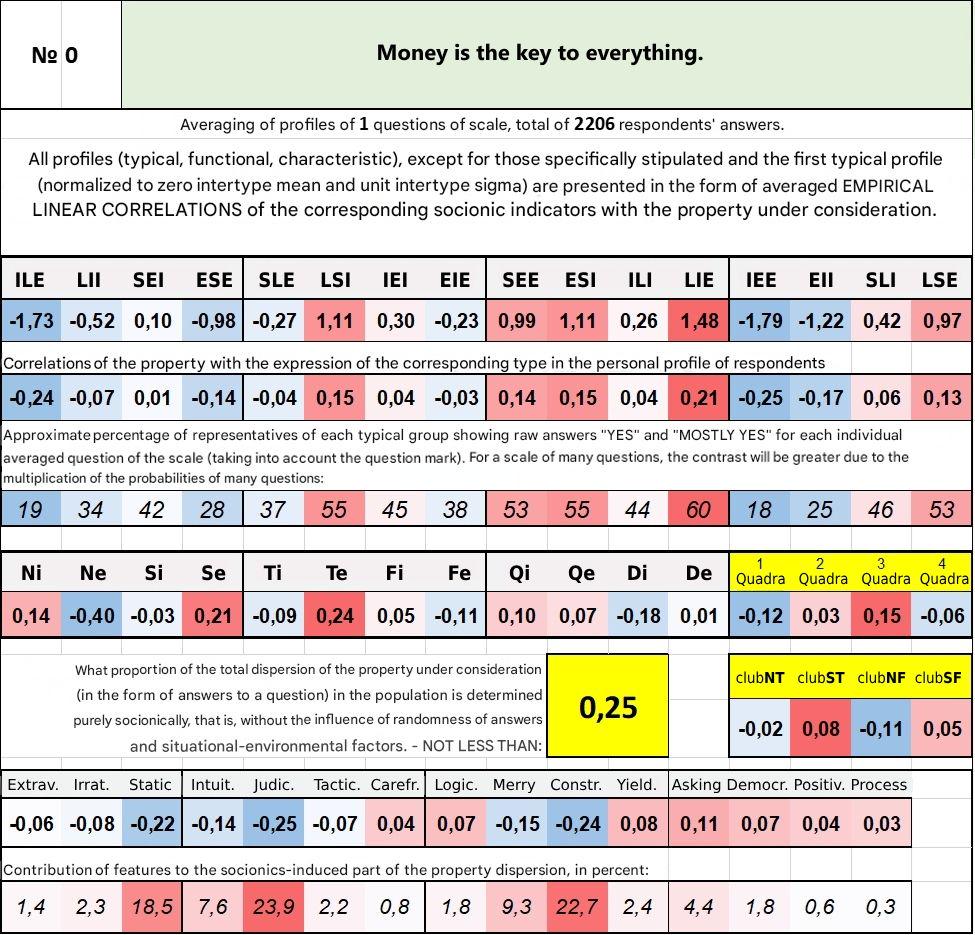 № 0
Money is the key to everything.
Averaging of profiles of 1 questions of scale, total of 2206 respondents' answers.
All profiles (typical, functional, characteristic), except for those specifically stipulated and the first typical profile
(normalized to zero intertype mean and unit intertype sigma) are presented in the form of averaged EMPIRICAL
LINEAR CORRELATIONS of the corresponding socionic indicators with the property under consideration.
ILE LII SEI ESE SLE LSI IEI EIE SEE ESI ILI LIE IEE EII SLI LSE
-1,73 -0,52 0,10 -0,98 -0,27 1,11 0,30 -0,23 0,99 1,11 0,26 1,48 -1,79 -1,22 0,42 0,97
Correlations of the property with the expression of the corresponding type in the personal profile of respondents
-0,24 -0,07 0,01 -0,14 -0,04 0,15 0,04 -0,03 0,14 0,15 0,04 0,21 -0,25 -0,17 0,06 0,13
Approximate percentage of representatives of each typical group showing raw answers "YES" and "MOSTLY YES" for each individual
averaged question of the scale (taking into account the question mark). For a scale of many questions, the contrast will be greater due to the
multiplication of the probabilities of many questions:
19 34 42 28 37 55 45 38 53 55 44 60 18 25 46 53
Ni Ne Si Se Ti Te Fi Fe Qi Qe Di De 1 Quadra 2 Quadra 3 Quadra 4 Quadra
0,14 -0,40 -0,03 0,21 -0,09 0,24 0,05 -0,11 0,10 0,07 -0,18 0,01 -0,12 0,03 0,15 -0,06
What proportion of the total dispersion of the property under consideration
(in the form of answers to a question) in the population is determined
purely socionically, that is, without the influence of randomness of answers
and situational-environmental factors. - NOT LESS THAN:
0,25
clubNT clubST clubNF clubSF
-0,02 0,08 -0,11 0,05
Extrav. Irrat. Static Intuit. Judic. Tactic. Carefr. Logic. Merry Constr. Yield. Asking Democr. Positiv. Process
-0,06 -0,08 -0,22 -0,14 -0,25 -0,07 0,04 0,07 -0,15 -0,24 0,08 0,11 0,07 0,04 0,03
Contribution of features to the socionics-induced part of the property dispersion, in percent:
1,4 2,3 18,5 7,6 23,9 2,2 0,8 1,8 9,3 22,7 2,4 4,4 1,8 0,6 0,3